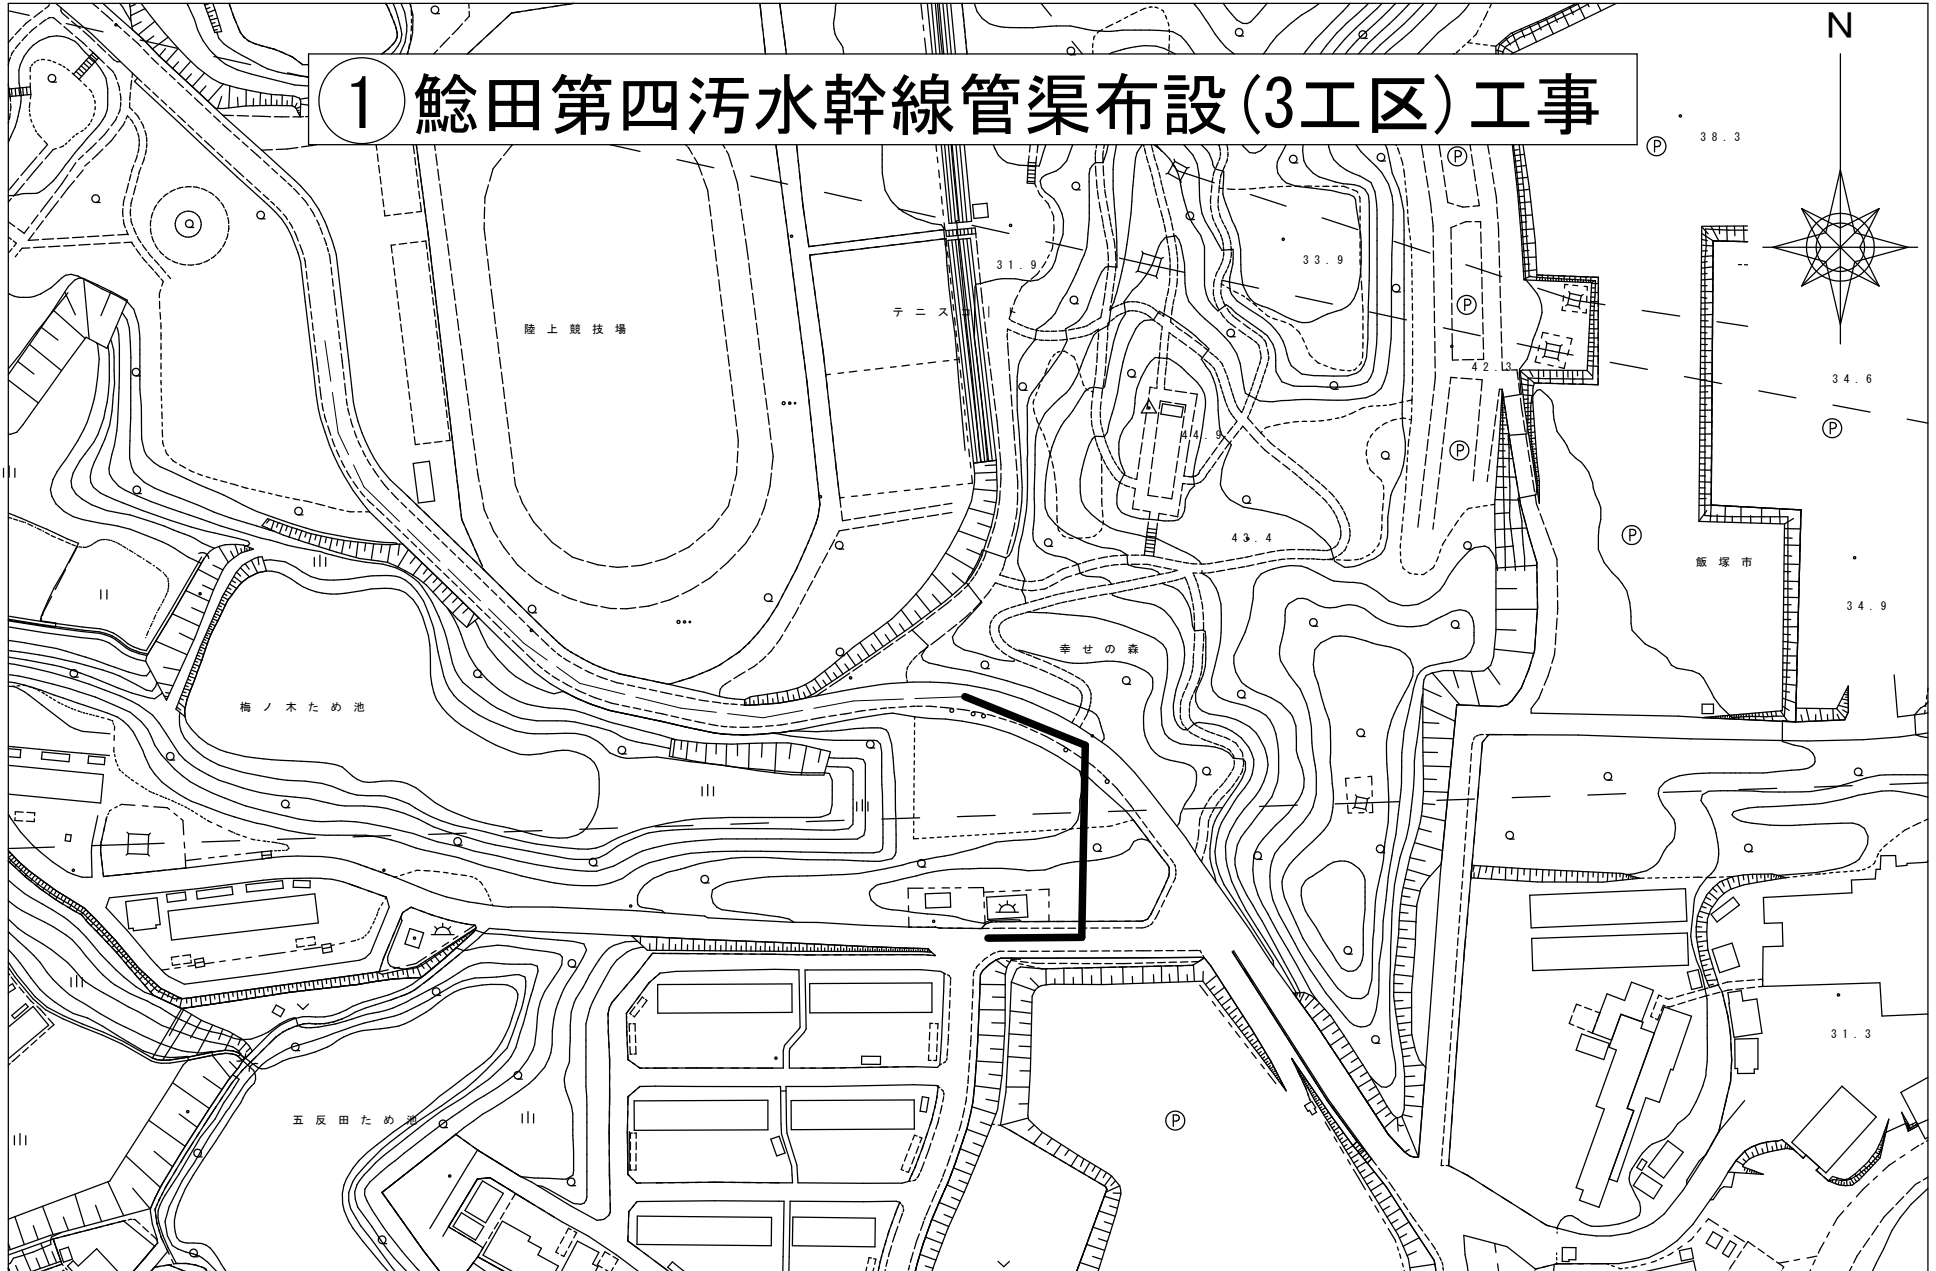 ① 鯰田第四汚水幹線管渠布設(3工区)工事
N
Ⓟ
38.3
Ⓟ
31.9
33.9
テニスコート
陸上競技場
Ⓟ
42.3
34.6
Ⓟ
44.9
Ⓟ
43.4
Ⓟ
飯塚市
34.9
幸せの森
梅ノ木ため池
31.3
五反田ため池
Ⓟ